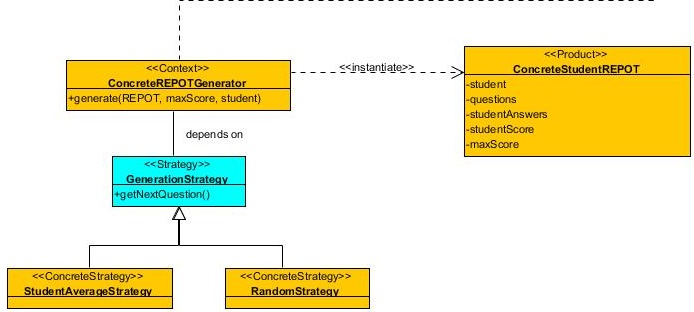 <<Context>>
ConcreteREPOTGenerator
+generate(REPOT, maxScore, student)
<<instantiate>>
<<Product>>
ConcreteStudentREPOT
-student
-questions
-studentAnswers
-studentScore
-maxScore
depends on
<<Strategy>>
GenerationStrategy
+getNextQuestion()
<<ConcreteStrategy>>
StudentAverageStrategy
<<ConcreteStrategy>>
RandomStrategy